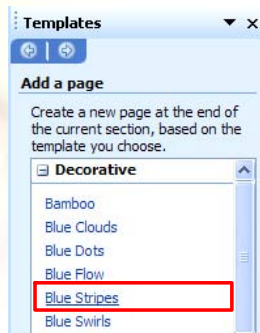 Templates
Add a page
Create a new page at the end of
the current section, based on the
template you choose.
Decorative
Bamboo
Blue Clouds
Blue Dots
Blue Flow
Blue Stripes
Blue Swirls